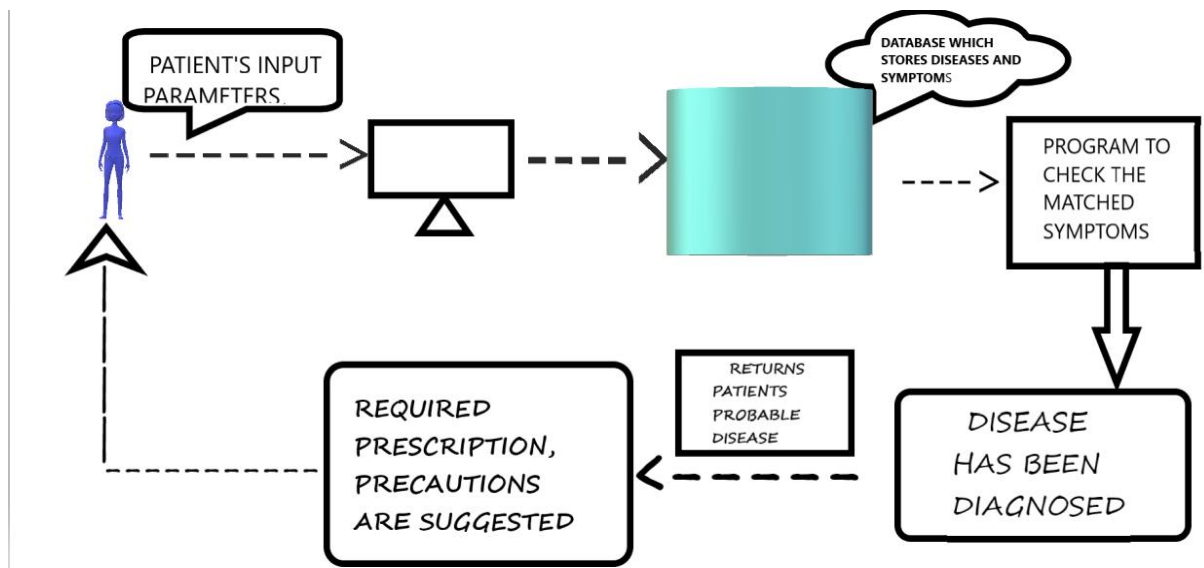 PATIENT'S INPUT
PARAMETERS.
DATABASE WHICH
STORES DISEASES AND
SYMPTOMS
PROGRAM TO
CHECK THE
MATCHED
SYMPTOMS
DISEASE
HAS BEEN
DIAGNOSED
RETURNS
PATIENTS
PROBABLE
DISEASE
REQUIRED
PRESCRIPTION,
PRECAUTIONS
ARE SUGGESTED